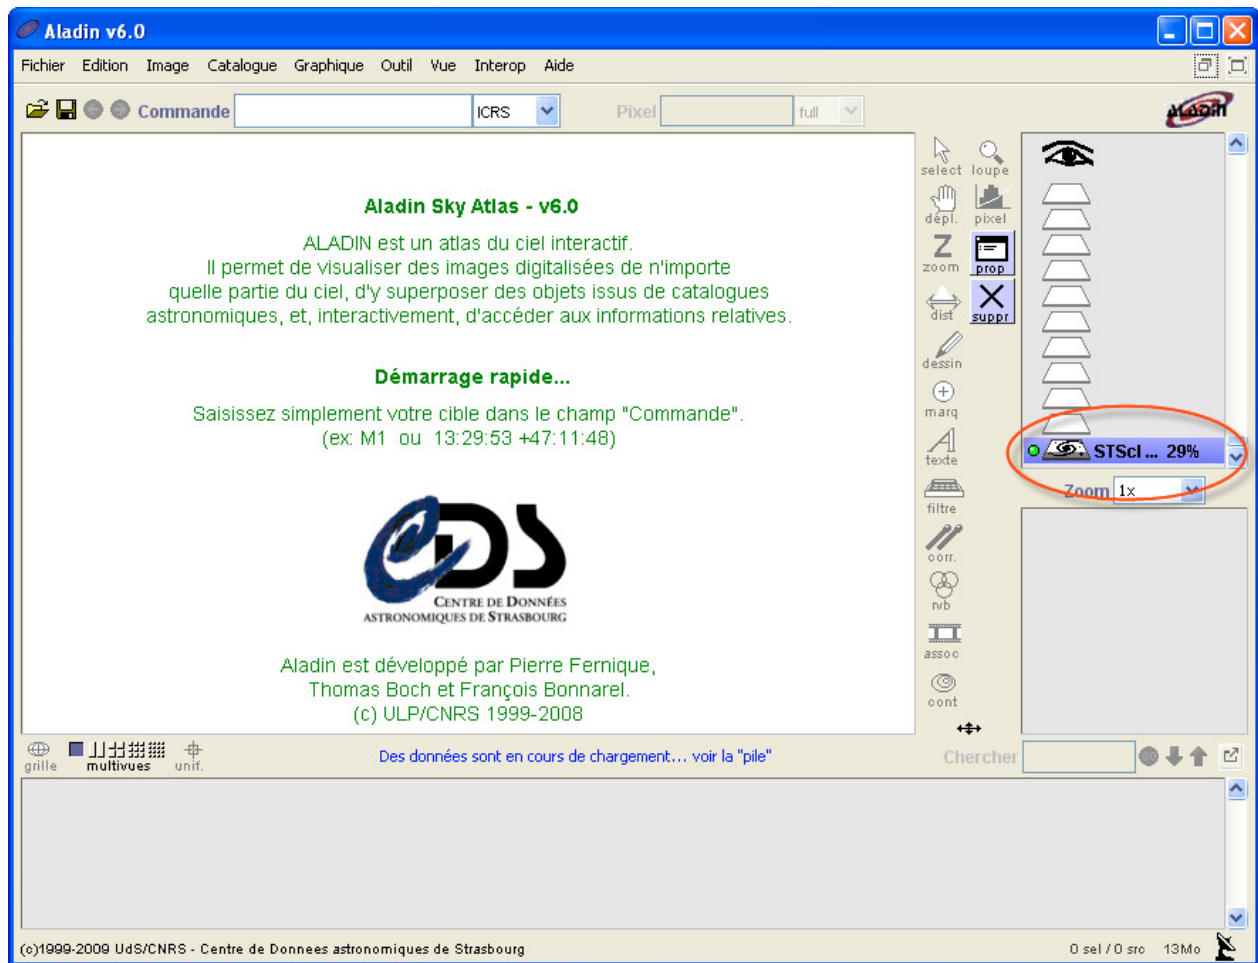 Aladin v6.0
Fichier Edition Image Catalogue Graphique Outil Vue Interop Aide
Commande ICRS Pixel full ALADIN
Aladin Sky Atlas - v6.0
ALADIN est un atlas du ciel interactif.
Il permet de visualiser des images digitalisées de n'importe
quelle partie du ciel, d'y superposer des objets issus de catalogues
astronomiques, et, interactivement, d'accéder aux informations relatives.
Démarrage rapide...
Saisissez simplement votre cible dans le champ "Commande".
(ex: M1 ou 13:29:53 +47:11:48)
CDS
CENTRE DE DONNÉES
ASTRONOMIQUES DE STRASBOURG
Aladin est développé par Pierre Fernique,
Thomas Boch et François Bonnarel.
(c) ULP/CNRS 1999-2008
select loupe
dépl. pixel
Z
zoom prop
dist suppr
dessin
marq
A
texte
filtre
corr.
rvb
assoc
cont
STScI ... 29%
Zoom 1x
grille multivues unif.
Des données sont en cours de chargement... voir la "pile"
Chercher GO
(c)1999-2009 UdS/CNRS - Centre de Donnees astronomiques de Strasbourg
0 sel / 0 src 13Mo